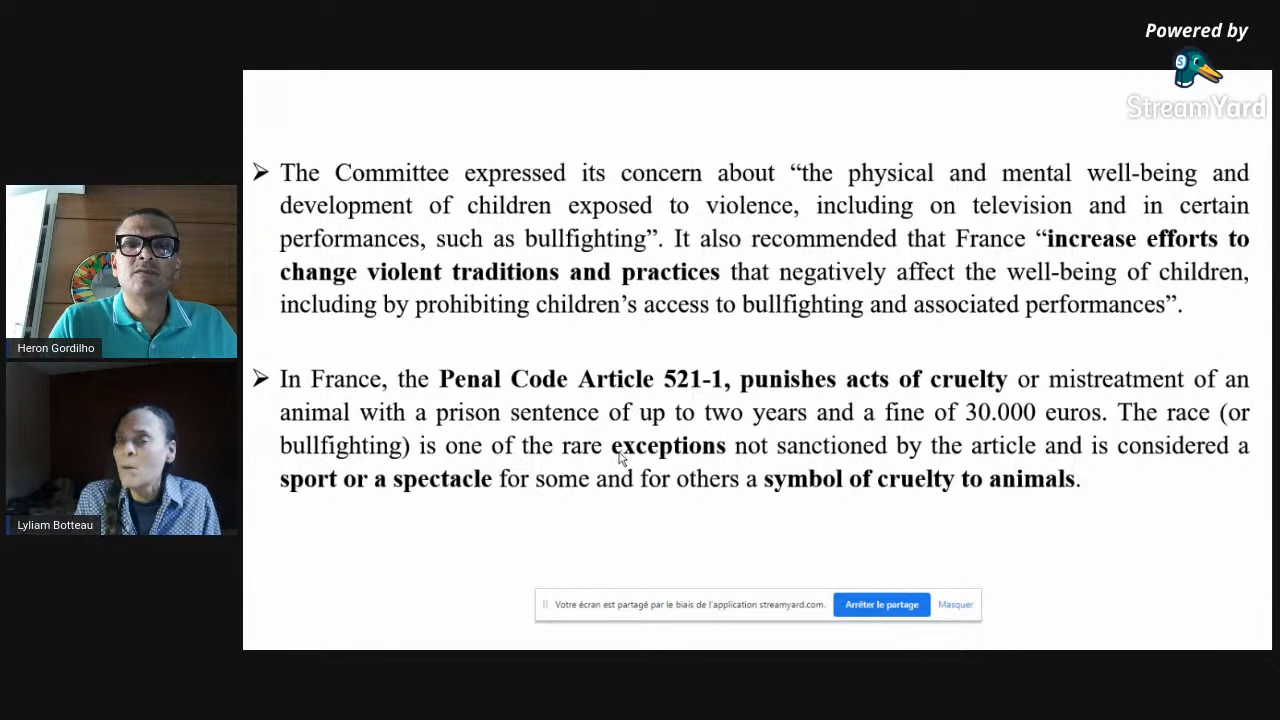 Powered by
StreamYard
➢ The Committee expressed its concern about “the physical and mental well-being and
development of children exposed to violence, including on television and in certain
performances, such as bullfighting”. It also recommended that France “increase efforts to
change violent traditions and practices that negatively affect the well-being of children,
including by prohibiting children’s access to bullfighting and associated performances”.
➢ In France, the Penal Code Article 521-1, punishes acts of cruelty or mistreatment of an
animal with a prison sentence of up to two years and a fine of 30.000 euros. The race (or
bullfighting) is one of the rare exceptions not sanctioned by the article and is considered a
sport or a spectacle for some and for others a symbol of cruelty to animals.
Heron Gordilho
Lyliam Botteau
Votre écran est partagé par le biais de l'application streamyard.com. Arrêter le partage Masquer